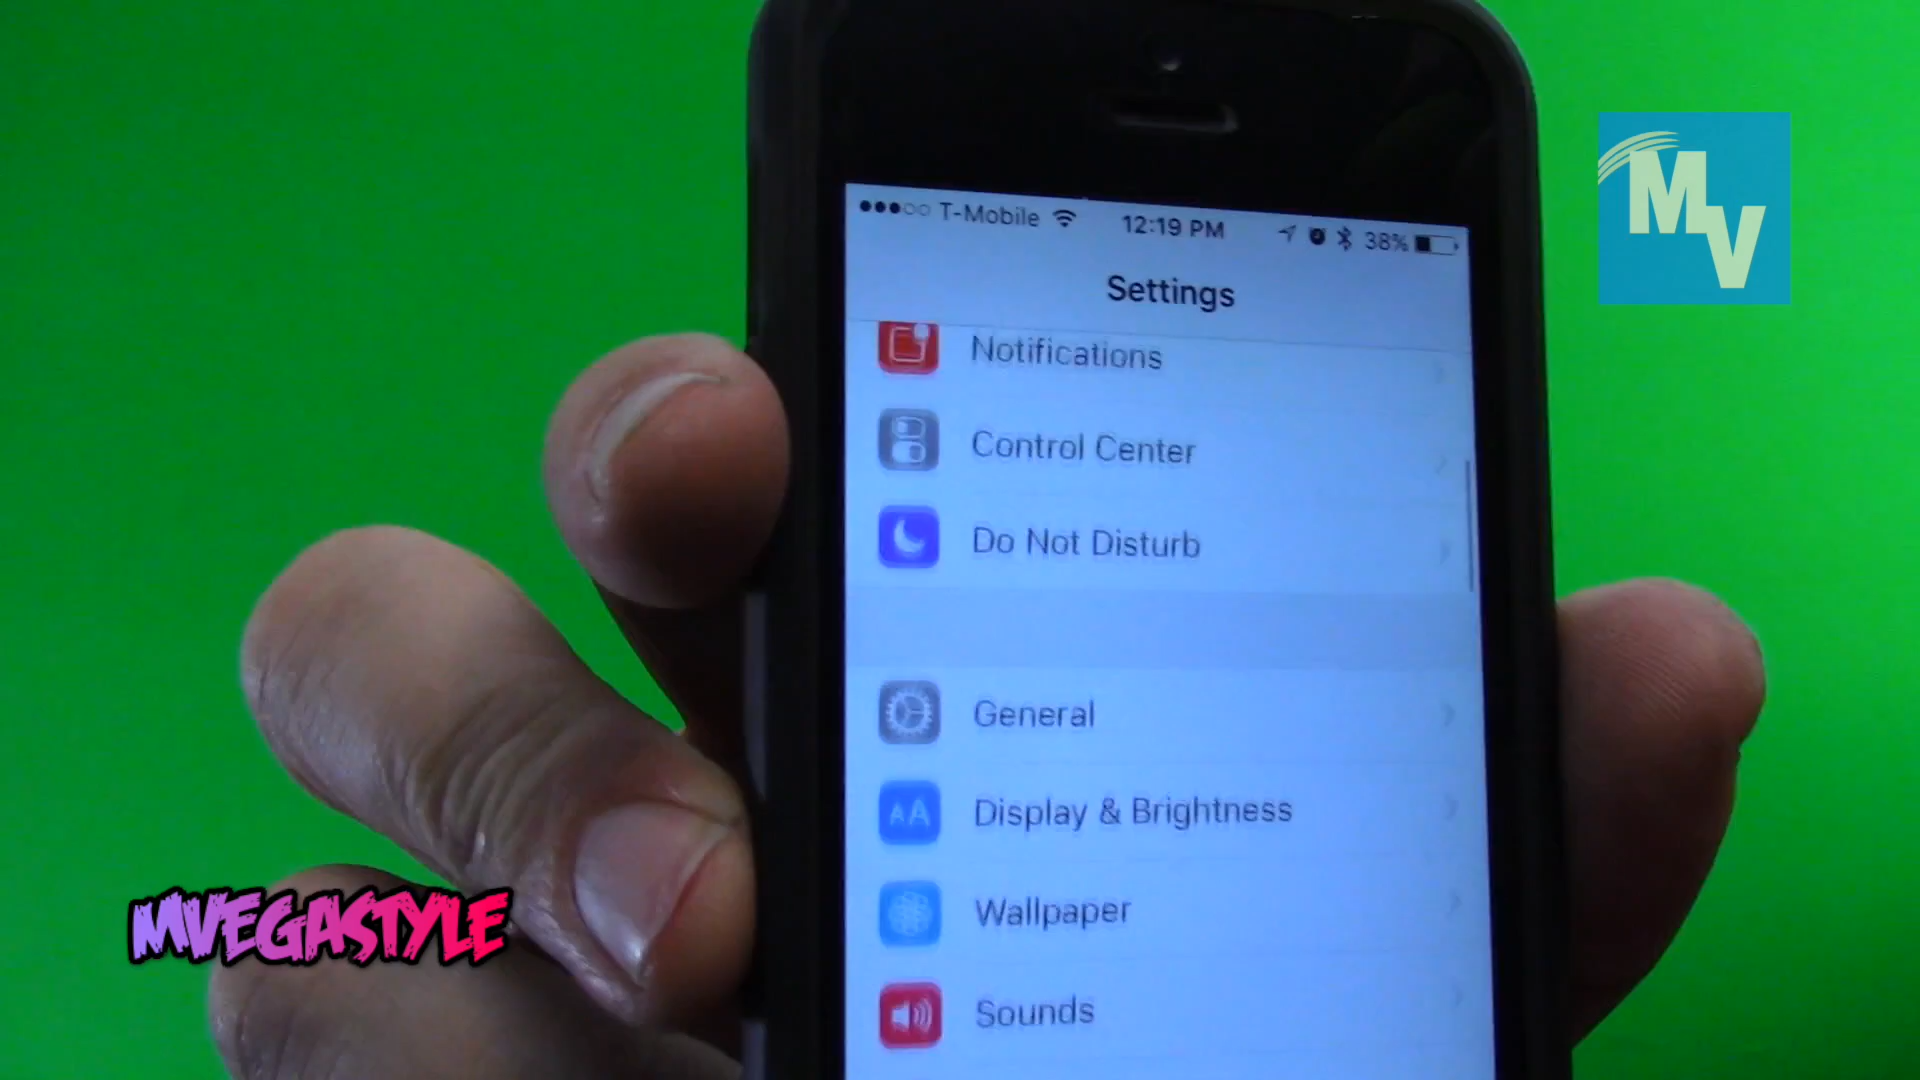 T-Mobile 12:19 PM 38%
Settings
Notifications
Control Center
Do Not Disturb
General
AA Display & Brightness
Wallpaper
Sounds
MV
MVEGASTYLE